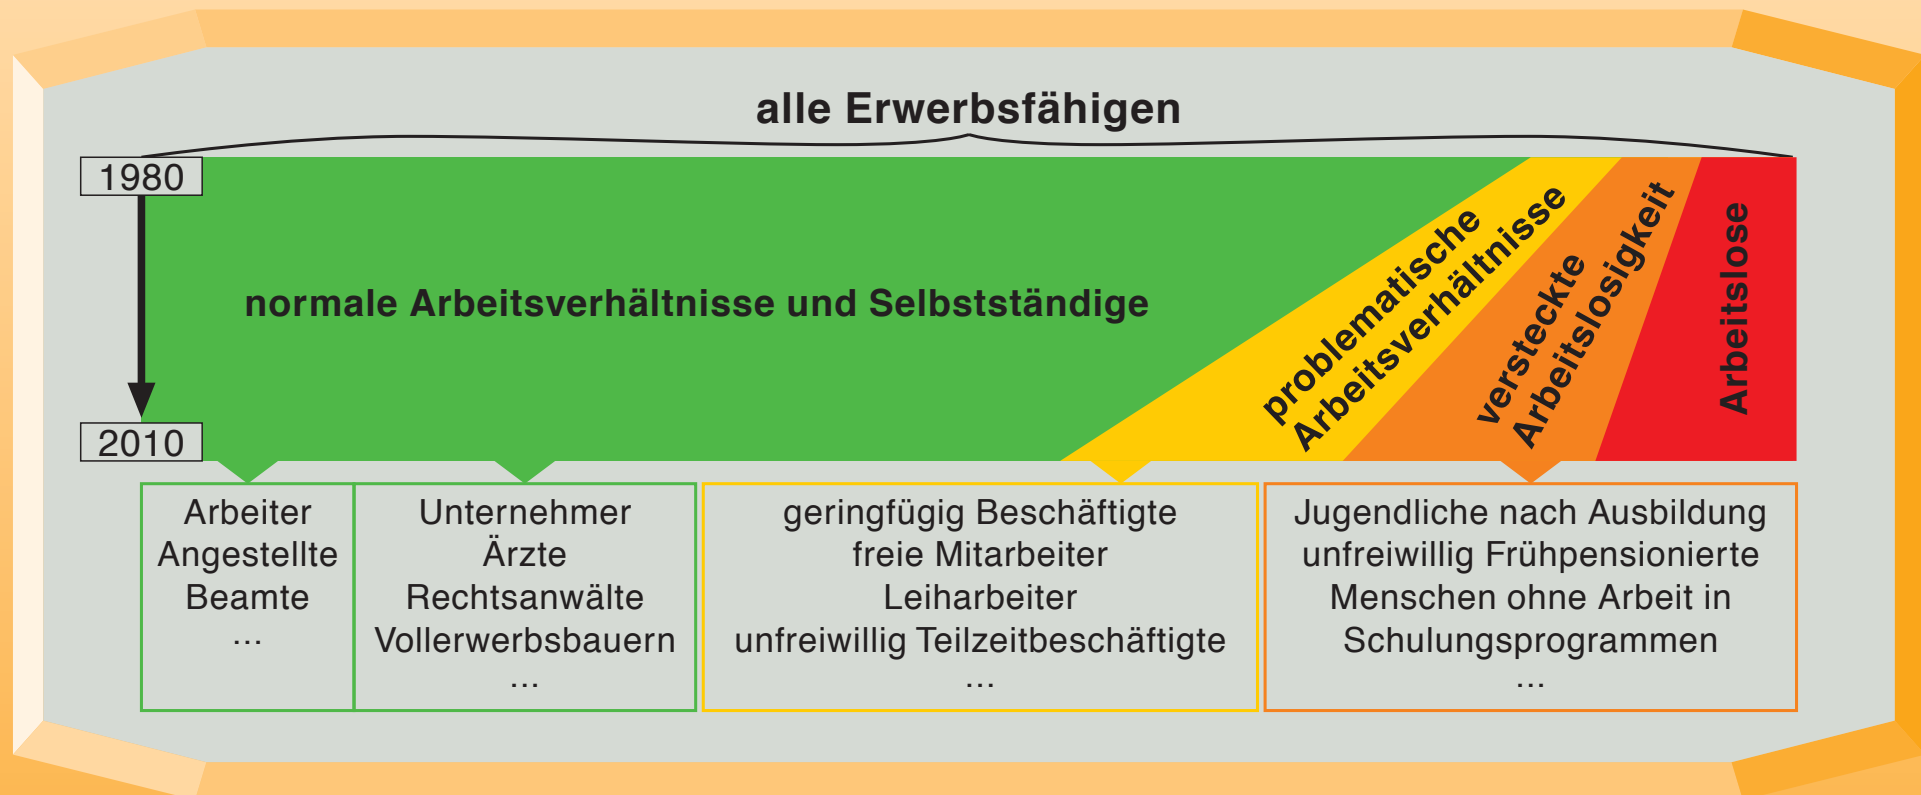 alle Erwerbsfähigen
1980
normale Arbeitsverhältnisse und Selbstständige
problematische
Arbeitsverhältnisse
versteckte
Arbeitslosigkeit
Arbeitslose
2010
Arbeiter
Angestellte
Beamte
...
Unternehmer
Ärzte
Rechtsanwälte
Vollerwerbsbauern
...
geringfügig Beschäftigte
freie Mitarbeiter
Leiharbeiter
unfreiwillig Teilzeitbeschäftigte
...
Jugendliche nach Ausbildung
unfreiwillig Frühpensionierte
Menschen ohne Arbeit in
Schulungsprogrammen
...